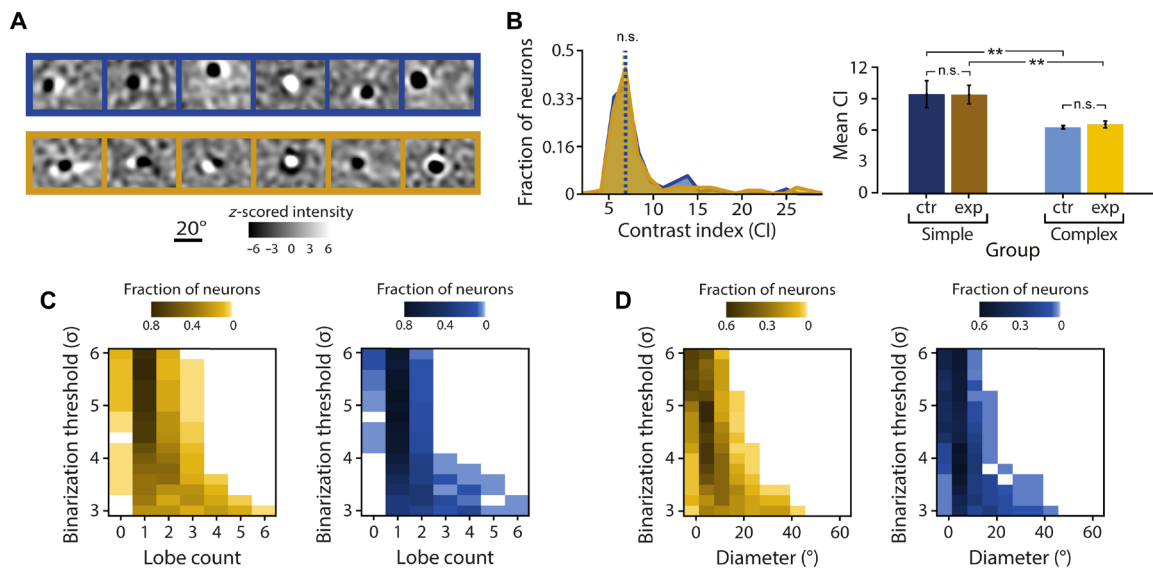 A
20°
z-scored intensity
−6 −3 0 3 6
B
n.s.
Fraction of neurons
0.5
0.33
0.16
0
5 10 15 20 25
Contrast index (CI)
**
**
n.s.
n.s.
Mean CI
12
9
6
3
0
ctr exp ctr exp
Simple Complex
Group
C
Fraction of neurons
0.8 0.4 0
Binarization threshold (σ)
6
5
4
3
0 1 2 3 4 5 6
Lobe count
Fraction of neurons
0.8 0.4 0
Binarization threshold (σ)
6
5
4
3
0 1 2 3 4 5 6
Lobe count
D
Fraction of neurons
0.6 0.3 0
Binarization threshold (σ)
6
5
4
3
0 20 40 60
Diameter (°)
Fraction of neurons
0.6 0.3 0
Binarization threshold (σ)
6
5
4
3
0 20 40 60
Diameter (°)